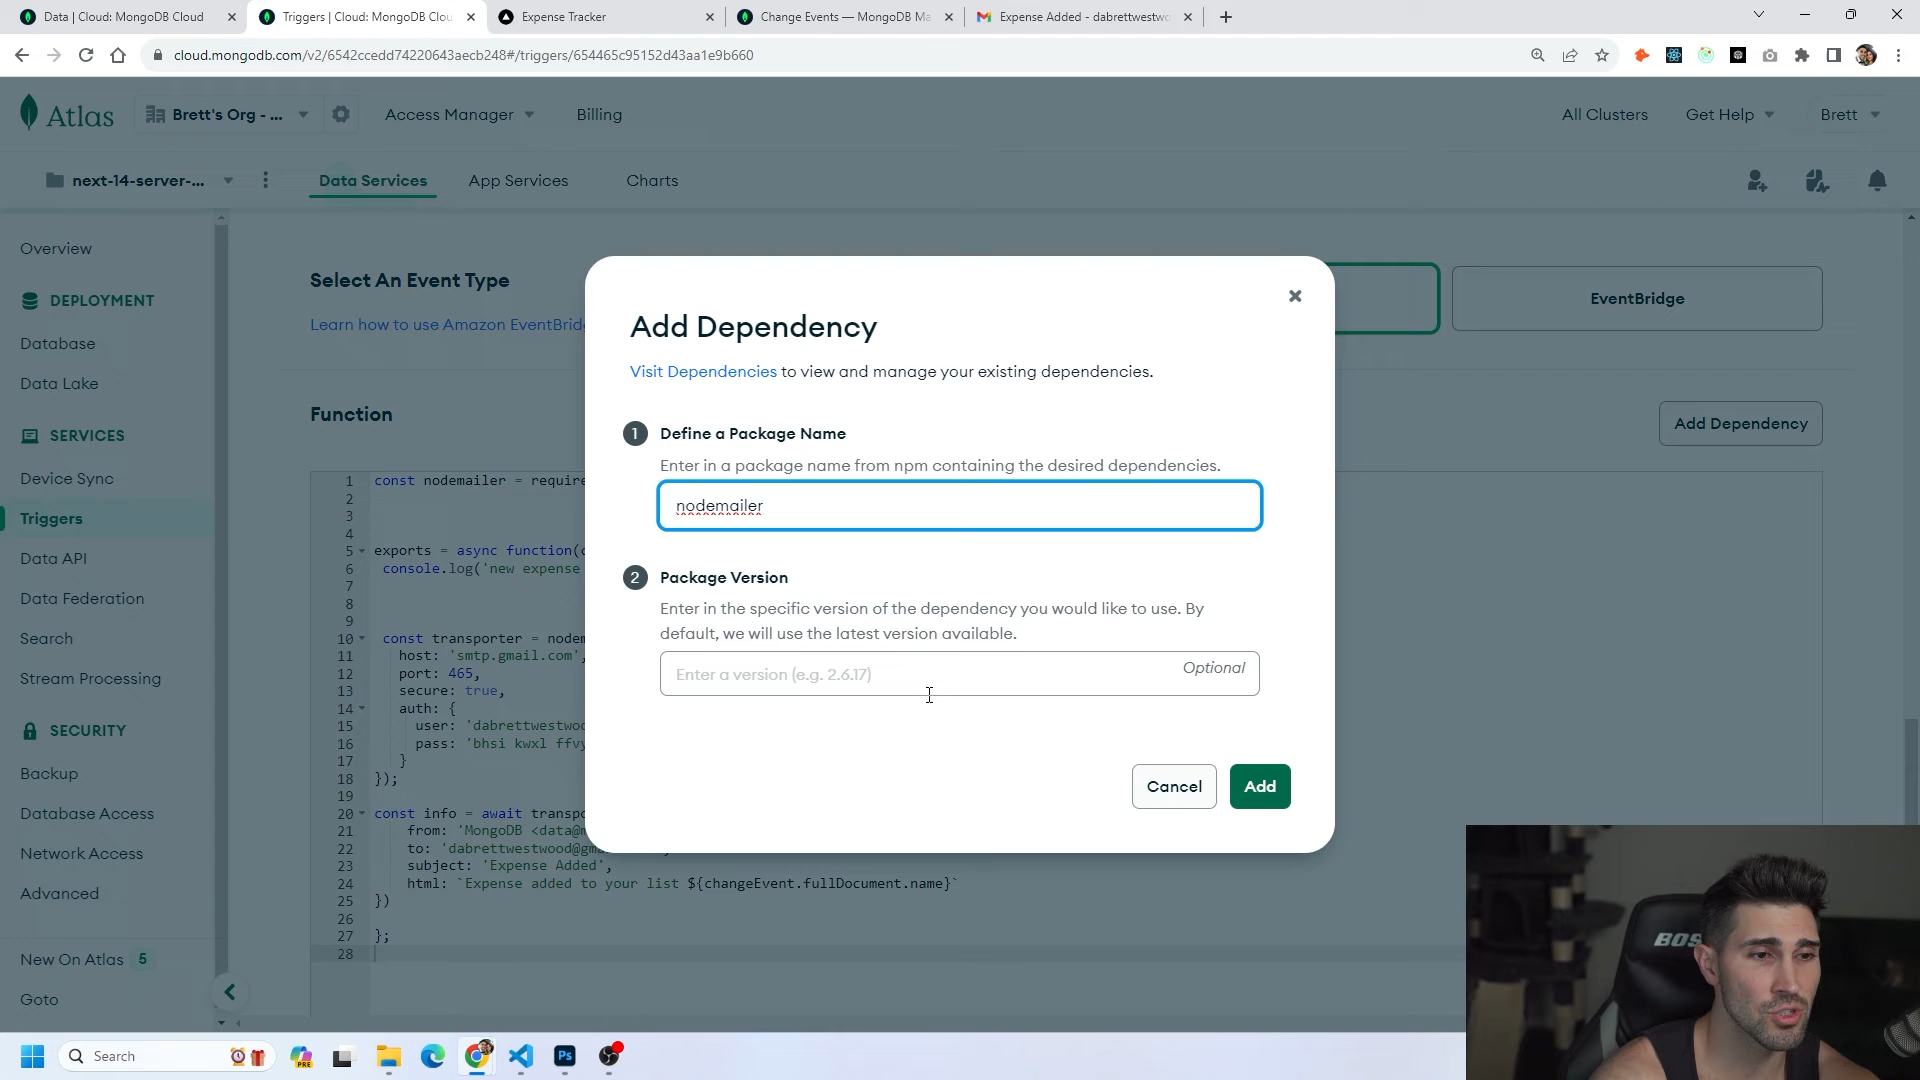 Data | Cloud: MongoDB Cloud
Triggers | Cloud: MongoDB Clou
Expense Tracker
Change Events — MongoDB Ma
Expense Added - dabrettwestwo
cloud.mongodb.com/v2/6542ccedd74220643aecb248#/triggers/654465c95152d43aa1e9b660
Atlas
Brett's Org - ...
Access Manager
Billing
All Clusters
Get Help
Brett
next-14-server-...
Data Services
App Services
Charts
Overview
DEPLOYMENT
Database
Data Lake
SERVICES
Device Sync
Triggers
Data API
Data Federation
Search
Stream Processing
SECURITY
Backup
Database Access
Network Access
Advanced
New On Atlas 5
Goto
Select An Event Type
Learn how to use Amazon EventBridg
EventBridge
Function
Add Dependency
1 const nodemailer = require
2
3
4
5 exports = async function(c
6 console.log('new expense
7
8
9
10 const transporter = nodem
11 host: 'smtp.gmail.com',
12 port: 465,
13 secure: true,
14 auth: {
15 user: 'dabrettwestwoo
16 pass: 'bhsi kwxl ffvy
17 }
18 });
19
20 const info = await transpo
21 from: 'MongoDB <data@m
22 to: 'dabrettwestwood@gm
23 subject: 'Expense Added',
24 html: `Expense added to your list ${changeEvent.fullDocument.name}`
25 })
26
27 };
28
Add Dependency
Visit Dependencies to view and manage your existing dependencies.
1 Define a Package Name
Enter in a package name from npm containing the desired dependencies.
nodemailer
2 Package Version
Enter in the specific version of the dependency you would like to use. By
default, we will use the latest version available.
Enter a version (e.g. 2.6.17)
Optional
Cancel
Add
BOS
Search
PRE
Ps